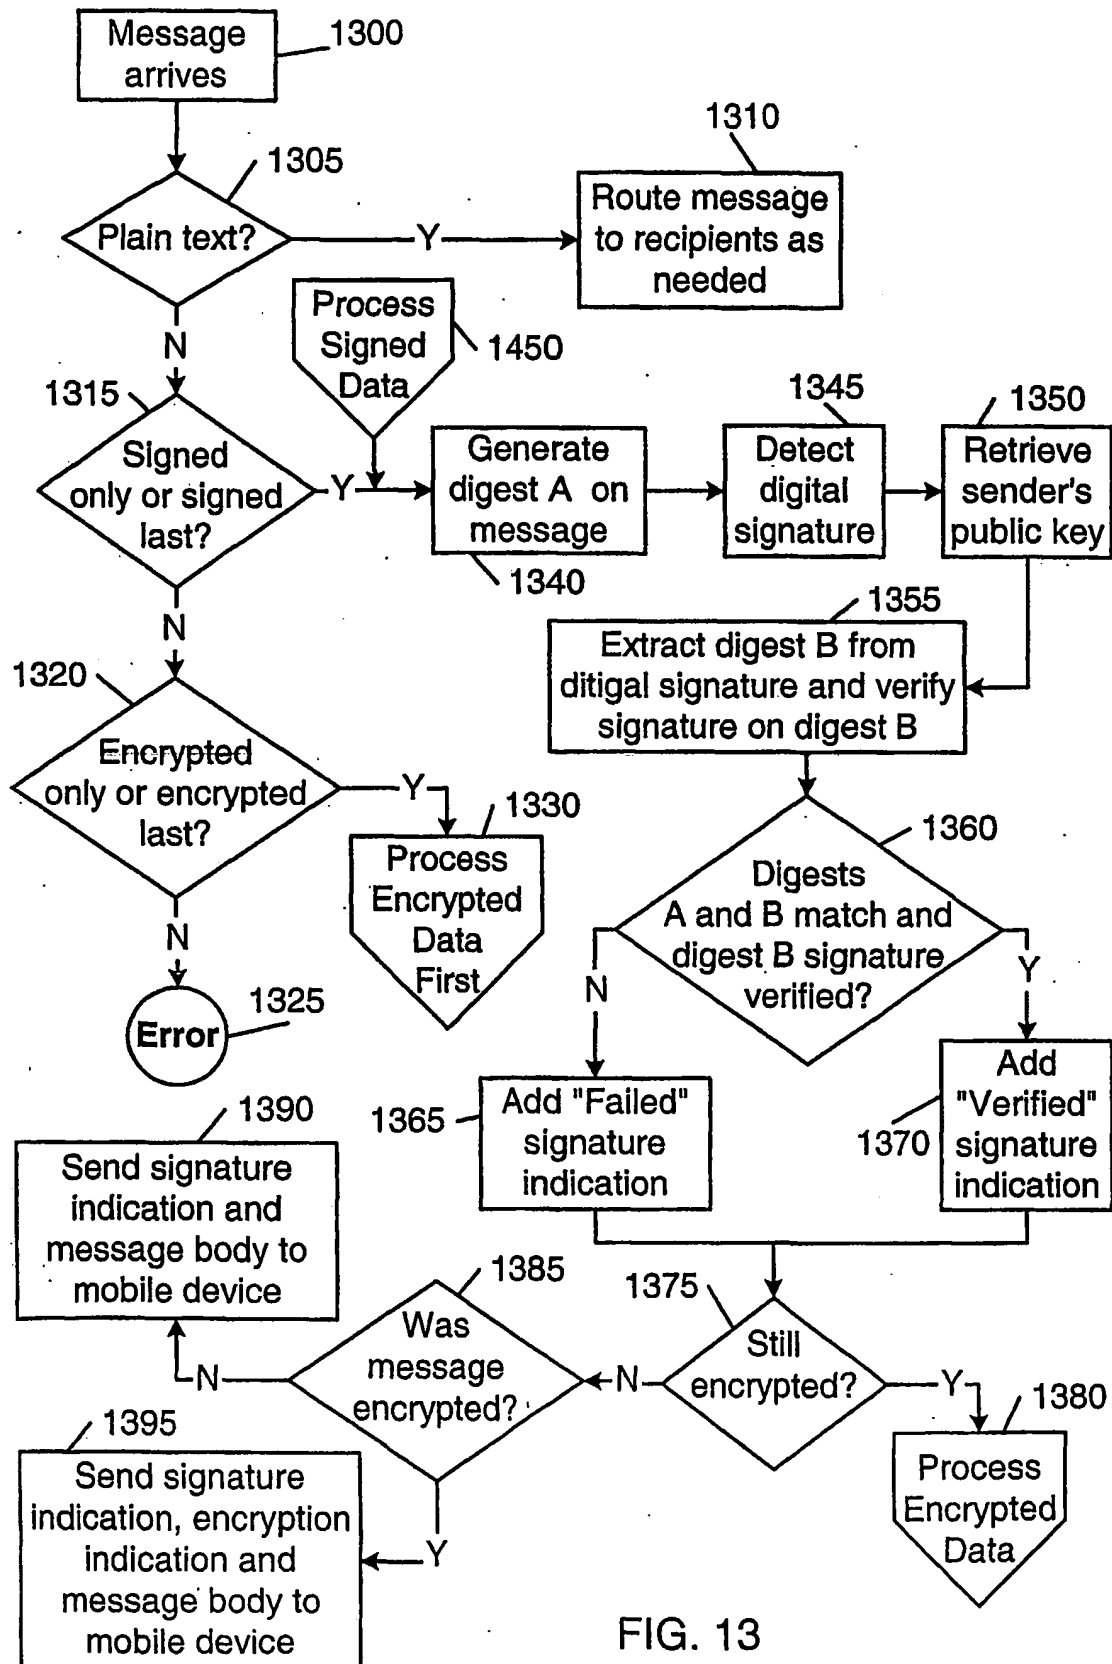 Message
arrives
1300
1305
Plain text?
Y
1310
Route message
to recipients as
needed
N
Process
Signed
Data
1450
1315
Signed
only or signed
last?
Y
Generate
digest A on
message
1340
1345
Detect
digital
signature
1350
Retrieve
sender's
public key
N
1355
Extract digest B from
ditigal signature and verify
signature on digest B
1320
Encrypted
only or encrypted
last?
Y
1330
Process
Encrypted
Data
First
N
1325
Error
1360
Digests
A and B match and
digest B signature
verified?
N
Y
1365
Add "Failed"
signature
indication
1370
Add
"Verified"
signature
indication
1390
Send signature
indication and
message body to
mobile device
1385
Was
message
encrypted?
N
1375
Still
encrypted?
N
Y
1380
Process
Encrypted
Data
1395
Send signature
indication, encryption
indication and
message body to
mobile device
Y
FIG. 13